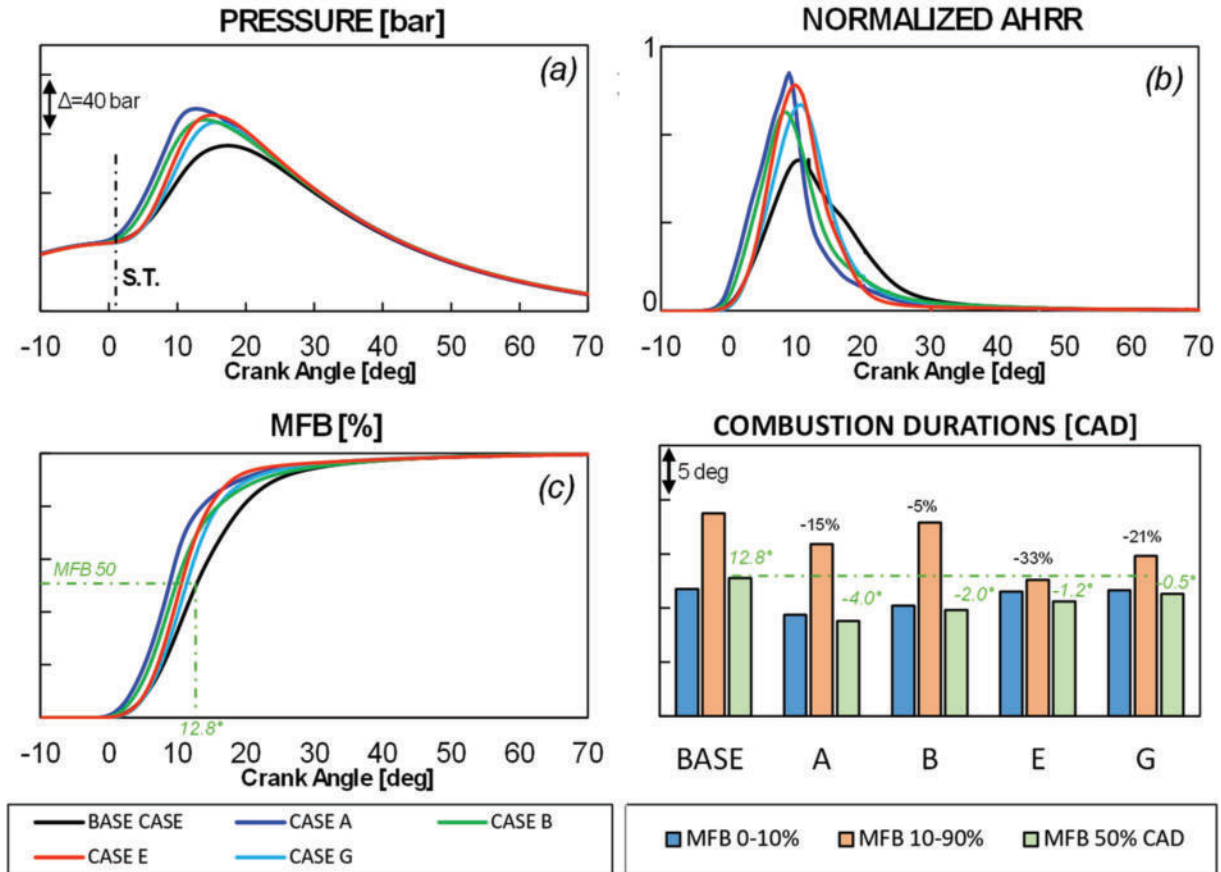 PRESSURE [bar]
(a)
Δ=40 bar
S.T.
-10 0 10 20 30 40 50 60 70
Crank Angle [deg]
NORMALIZED AHRR
1
(b)
0
-10 0 10 20 30 40 50 60 70
Crank Angle [deg]
MFB [%]
(c)
MFB 50
12.8°
-10 0 10 20 30 40 50 60 70
Crank Angle [deg]
COMBUSTION DURATIONS [CAD]
5 deg
12.8°
-15%
-4.0°
-5%
-2.0°
-33%
-1.2°
-21%
-0.5°
BASE A B E G
BASE CASE CASE A CASE B
CASE E CASE G
MFB 0-10% MFB 10-90% MFB 50% CAD